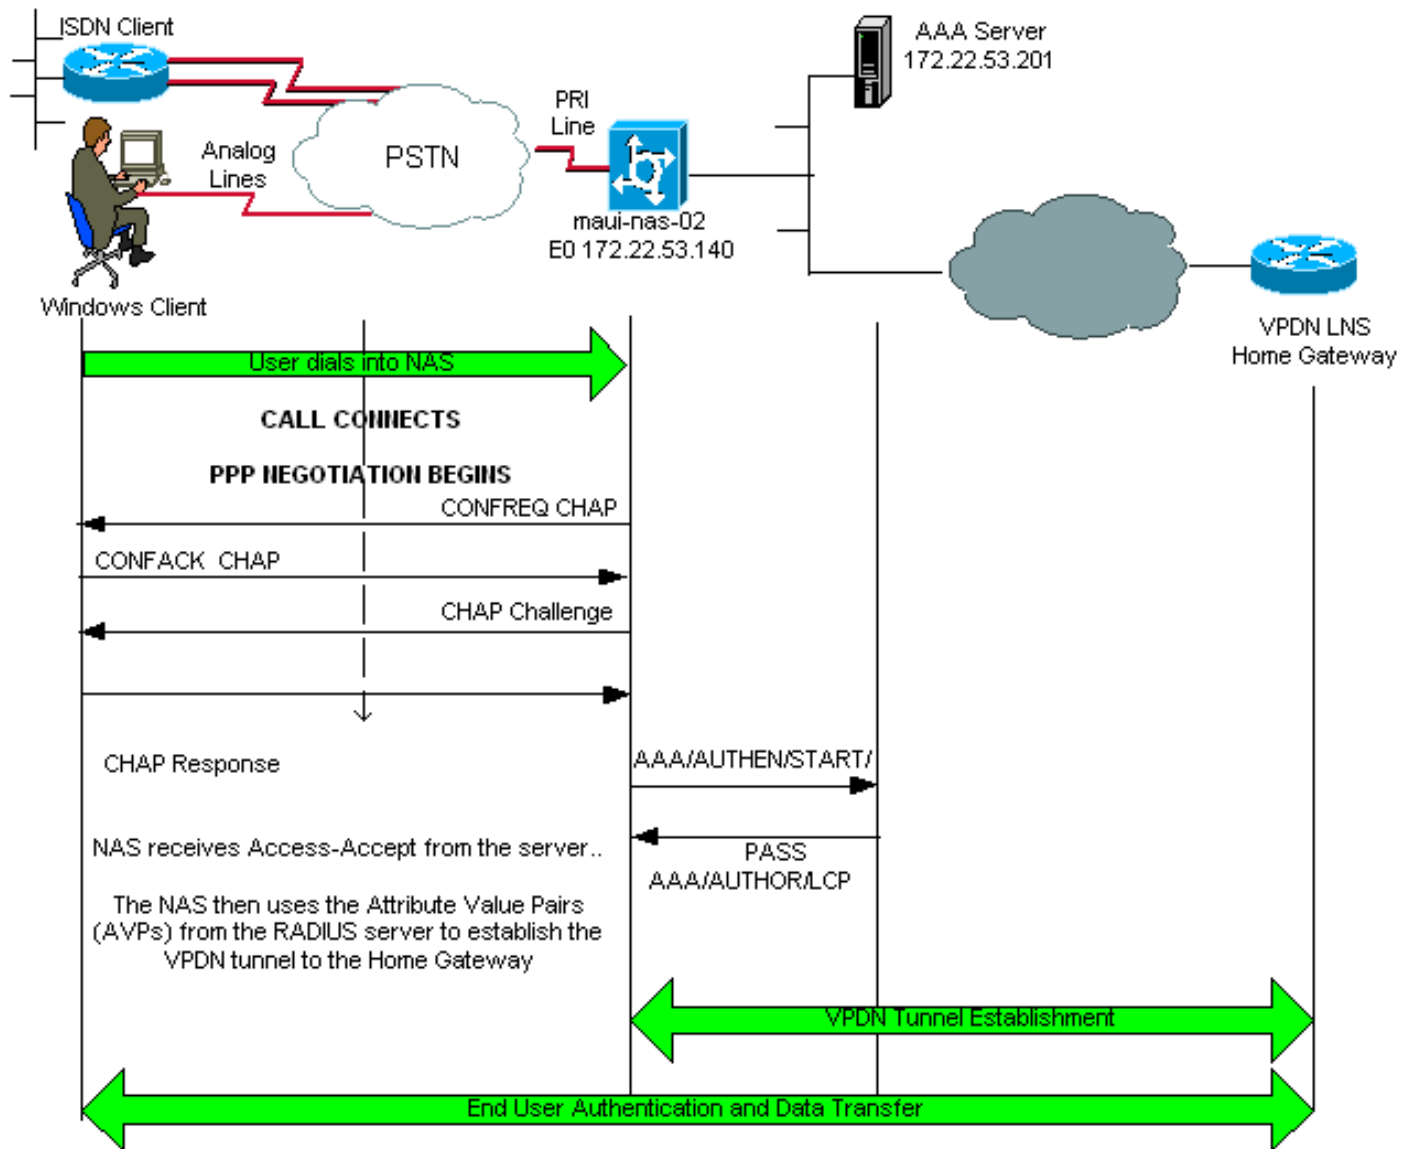 ISDN Client
AAA Server
172.22.53.201
PRI
Line
Analog
Lines
PSTN
maui-nas-02
E0 172.22.53.140
Windows Client
VPDN LNS
Home Gateway
User dials into NAS
CALL CONNECTS
PPP NEGOTIATION BEGINS
CONFREQ CHAP
CONFACK CHAP
CHAP Challenge
CHAP Response
AAA/AUTHEN/START/
NAS receives Access-Accept from the server..
PASS
AAA/AUTHOR/LCP
The NAS then uses the Attribute Value Pairs
(AVPs) from the RADIUS server to establish the
VPDN tunnel to the Home Gateway
VPDN Tunnel Establishment
End User Authentication and Data Transfer